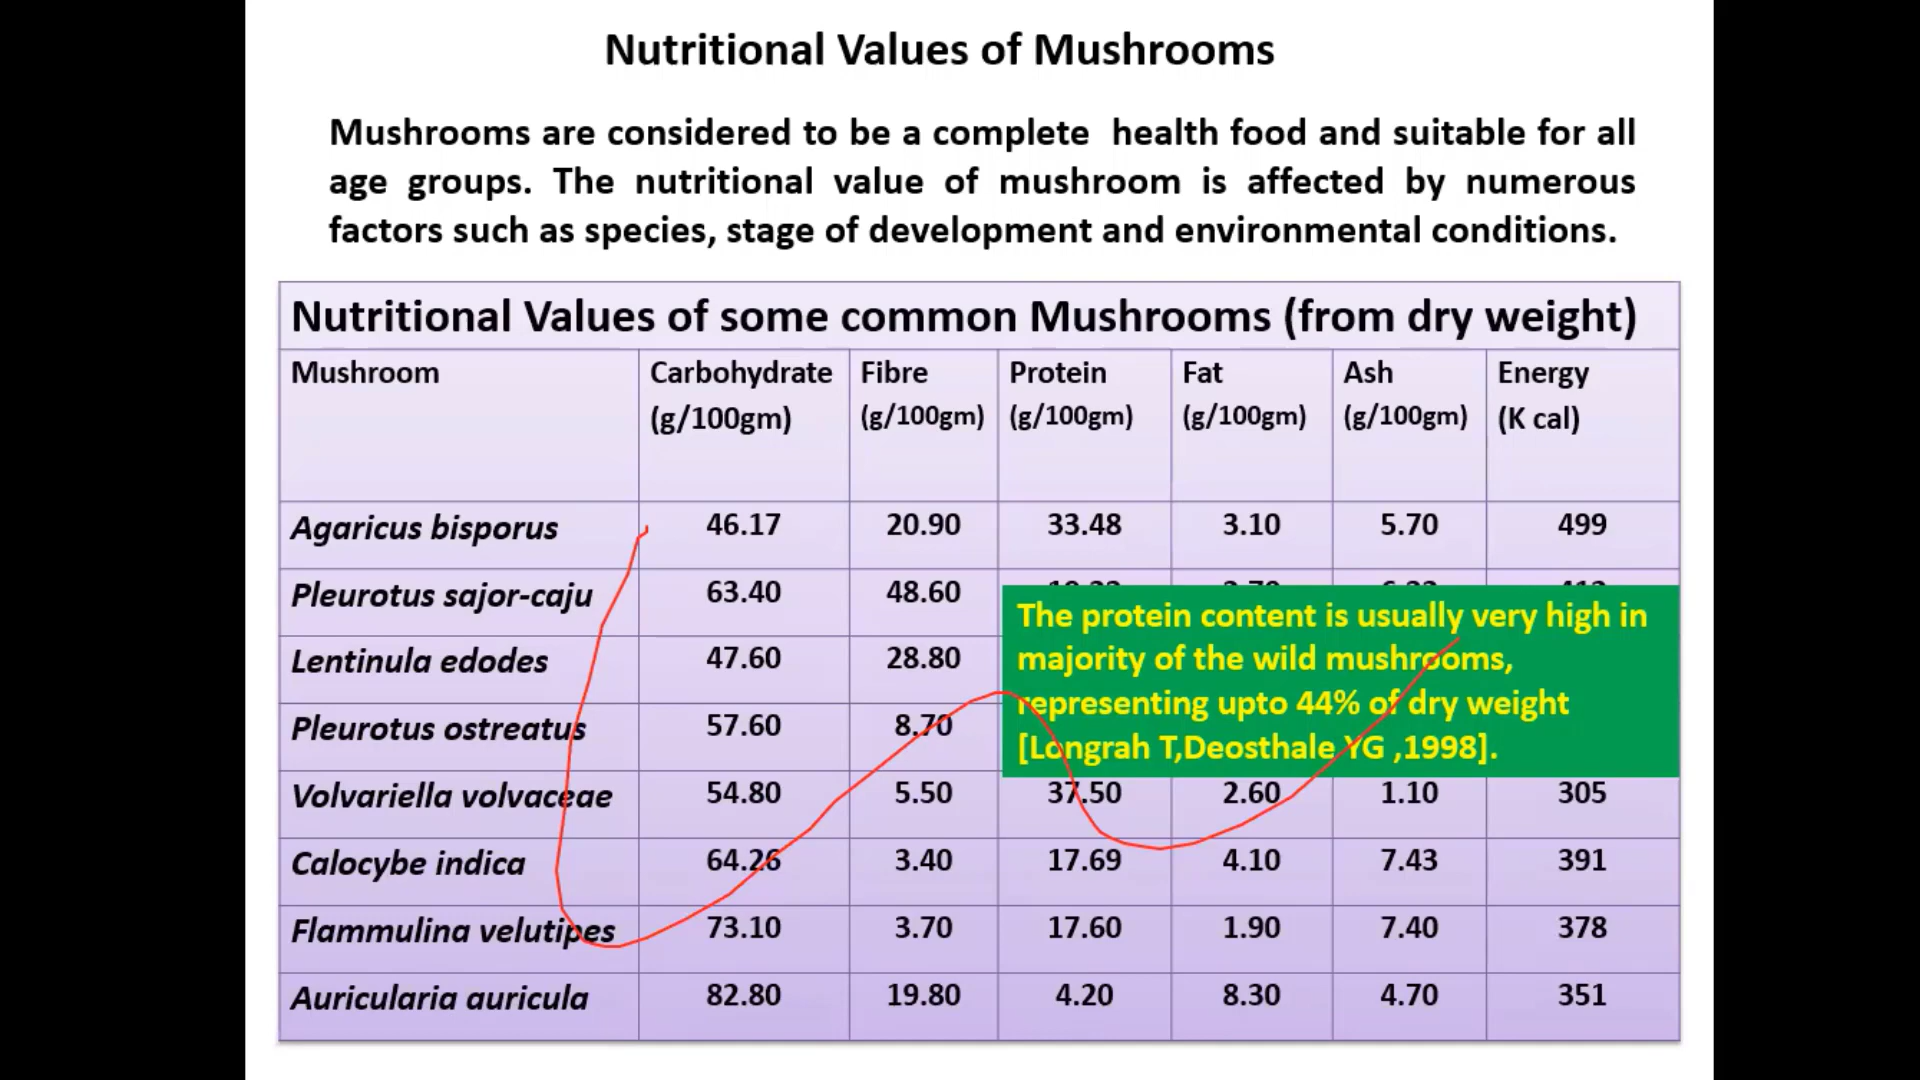 Nutritional Values of Mushrooms
Mushrooms are considered to be a complete health food and suitable for all
age groups. The nutritional value of mushroom is affected by numerous
factors such as species, stage of development and environmental conditions.
Nutritional Values of some common Mushrooms (from dry weight)
Mushroom Carbohydrate (g/100gm) Fibre (g/100gm) Protein (g/100gm) Fat (g/100gm) Ash (g/100gm) Energy (K cal)
Agaricus bisporus 46.17 20.90 33.48 3.10 5.70 499
Pleurotus sajor-caju 63.40 48.60
Lentinula edodes 47.60 28.80
Pleurotus ostreatus 57.60 8.70
The protein content is usually very high in
majority of the wild mushrooms,
representing upto 44% of dry weight
[Longrah T,Deosthale YG ,1998].
Volvariella volvaceae 54.80 5.50 37.50 2.60 1.10 305
Calocybe indica 64.26 3.40 17.69 4.10 7.43 391
Flammulina velutipes 73.10 3.70 17.60 1.90 7.40 378
Auricularia auricula 82.80 19.80 4.20 8.30 4.70 351